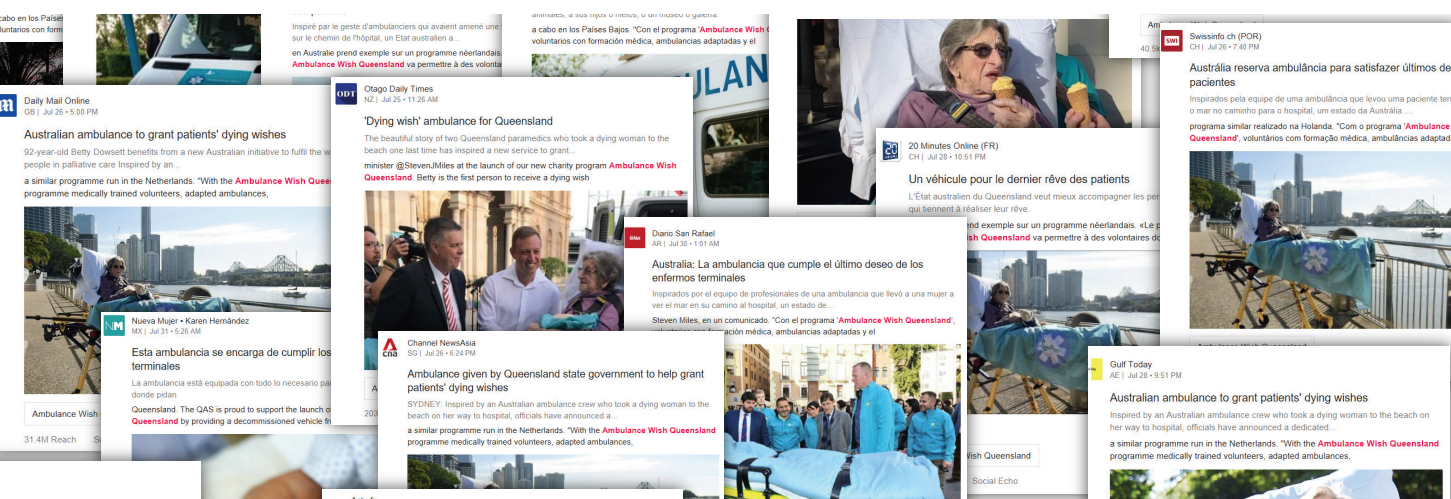 cabo en los Países
inspiré par le geste d'ambulanciers qui avaient amené une
sur le chemin de l'hôpital, un Etat australien a...
en Australie prend exemple sur un programme néerlandais.
Ambulance Wish Queensland va permettre à des volonta
a cabo en los Países Bajos. "Con el programa 'Ambulance Wish
voluntarios con formación médica, ambulancias adaptadas y el
ULAN
40.5k
SWI
Swissinfo.ch (POR)
CH | Jul 26 • 7:40 PM
Austrália reserva ambulância para satisfazer últimos de
pacientes
Inspirados pela equipe de uma ambulância que levou uma paciente ter
o mar no caminho para o hospital, um estado da Austrália....
programa similar realizado na Holanda. "Com o programa 'Ambulance
Queensland', voluntários com formação médica, ambulâncias adaptad
Daily Mail Online
GB | Jul 26 • 5:00 PM
Australian ambulance to grant patients' dying wishes
92-year-old Betty Dowsett benefits from a new Australian initiative to fulfil the w
people in palliative care Inspired by an...
a similar programme run in the Netherlands. "With the Ambulance Wish Quee
programme medically trained volunteers, adapted ambulances,
Ambulance Wish
31.4M Reach
ODT
Otago Daily Times
NZ | Jul 25 • 11:26 AM
'Dying wish' ambulance for Queensland
The beautiful story of two Queensland paramedics who took a dying woman to the
beach one last time has inspired a new service to grant...
minister @StevenJMiles at the launch of our new charity program Ambulance Wish
Queensland. Betty is the first person to receive a dying wish
A
203
20
20 Minutes Online (FR)
CH | Jul 28 • 10:51 PM
Un véhicule pour le dernier rêve des patients
L'État australien du Queensland veut mieux accompagner les per
qui tiennent à réaliser leur rêve.
end exemple sur un programme néerlandais. «Le p
ish Queensland va permettre à des volontaires do
Wish Queensland
Social Echo
Diario San Rafael
AR | Jul 30 • 1:01 AM
Australia: La ambulancia que cumple el último deseo de los
enfermos terminales
Inspirados por el equipo de profesionales de una ambulancia que llevó a una mujer a
ver el mar en su camino al hospital, un estado de...
Steven Miles, en un comunicado. "Con el programa 'Ambulance Wish Queensland',
voluntarios con formación médica, ambulancias adaptadas y el
NM
Nueva Mujer • Karen Hernández
MX | Jul 31 • 5:26 AM
Esta ambulancia se encarga de cumplir los
terminales
La ambulancia está equipada con todo lo necesario pa
donde pidan
Queensland. The QAS is proud to support the launch o
Queensland by providing a decommissioned vehicle fr
cna
Channel NewsAsia
SG | Jul 26 • 6:24 PM
Ambulance given by Queensland state government to help grant
patients' dying wishes
SYDNEY: Inspired by an Australian ambulance crew who took a dying woman to the
beach on her way to hospital, officials have announced a...
a similar programme run in the Netherlands. "With the Ambulance Wish Queensland
programme medically trained volunteers, adapted ambulances,
Gulf Today
AE | Jul 28 • 9:51 PM
Australian ambulance to grant patients' dying wishes
Inspired by an Australian ambulance crew who took a dying woman to the beach on
her way to hospital, officials have announced a dedicated...
a similar programme run in the Netherlands. "With the Ambulance Wish Queensland
programme medically trained volunteers, adapted ambulances,